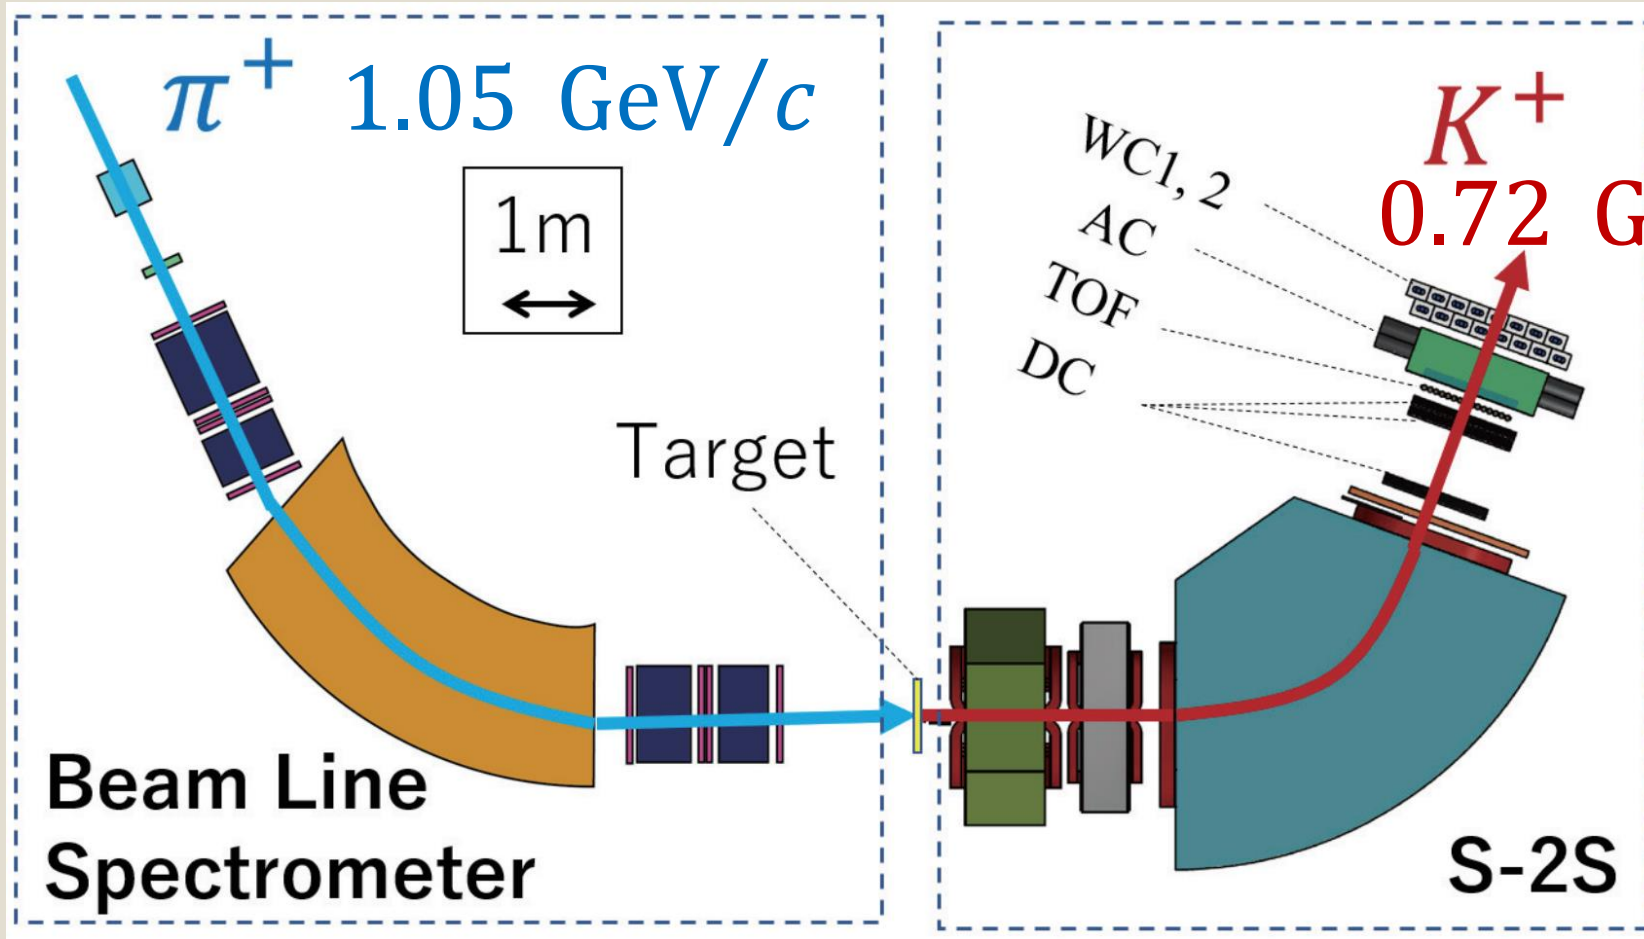 π⁺ 1.05 GeV/c
1m
Target
Beam Line
Spectrometer
K⁺
0.72 G
WC1, 2
AC
TOF
DC
S-2S